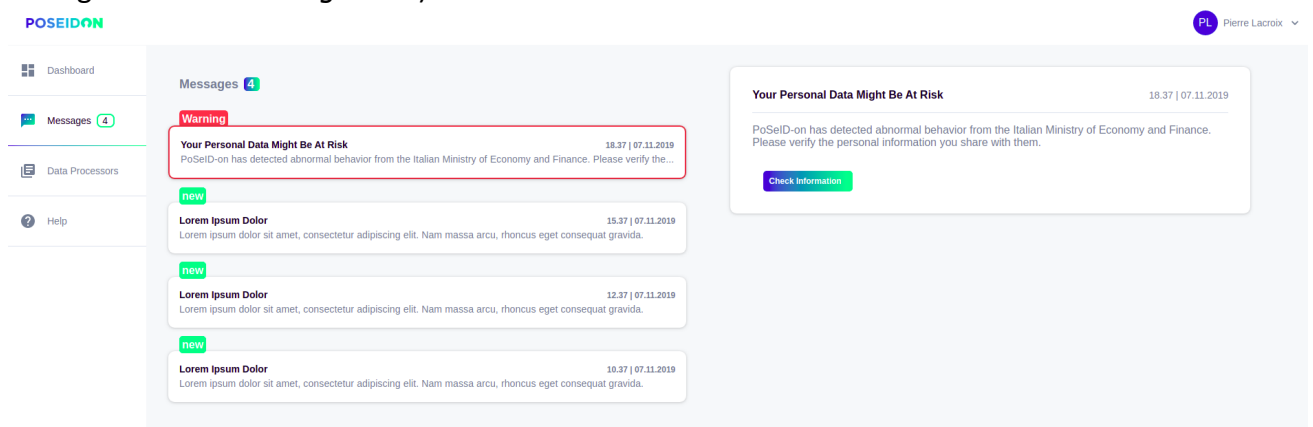 POSEIDON
PL Pierre Lacroix
Dashboard
Messages 4
Data Processors
Help
Messages 4
Warning
Your Personal Data Might Be At Risk 18.37 | 07.11.2019
PoSeID-on has detected abnormal behavior from the Italian Ministry of Economy and Finance. Please verify the...
new
Lorem Ipsum Dolor 15.37 | 07.11.2019
Lorem ipsum dolor sit amet, consectetur adipiscing elit. Nam massa arcu, rhoncus eget consequat gravida.
new
Lorem Ipsum Dolor 12.37 | 07.11.2019
Lorem ipsum dolor sit amet, consectetur adipiscing elit. Nam massa arcu, rhoncus eget consequat gravida.
new
Lorem Ipsum Dolor 10.37 | 07.11.2019
Lorem ipsum dolor sit amet, consectetur adipiscing elit. Nam massa arcu, rhoncus eget consequat gravida.
Your Personal Data Might Be At Risk 18.37 | 07.11.2019
PoSeID-on has detected abnormal behavior from the Italian Ministry of Economy and Finance.
Please verify the personal information you share with them.
Check Information